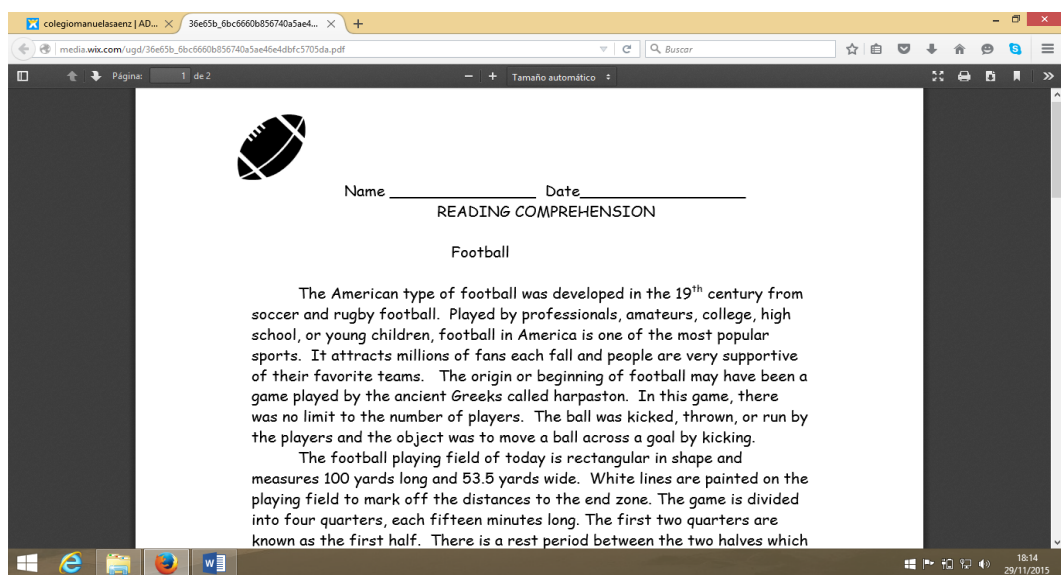 colegiomanuelasaenz | AD...
36e65b_6bc6660b856740a5ae4...
media.wix.com/ugd/36e65b_6bc6660b856740a5ae46e4dbfc5705da.pdf
Buscar
Página: 1 de 2
Tamaño automático
Name ________________ Date__________________
READING COMPREHENSION
Football
The American type of football was developed in the 19th century from
soccer and rugby football. Played by professionals, amateurs, college, high
school, or young children, football in America is one of the most popular
sports. It attracts millions of fans each fall and people are very supportive
of their favorite teams. The origin or beginning of football may have been a
game played by the ancient Greeks called harpaston. In this game, there
was no limit to the number of players. The ball was kicked, thrown, or run by
the players and the object was to move a ball across a goal by kicking.
The football playing field of today is rectangular in shape and
measures 100 yards long and 53.5 yards wide. White lines are painted on the
playing field to mark off the distances to the end zone. The game is divided
into four quarters, each fifteen minutes long. The first two quarters are
known as the first half. There is a rest period between the two halves which
18:14
29/11/2015